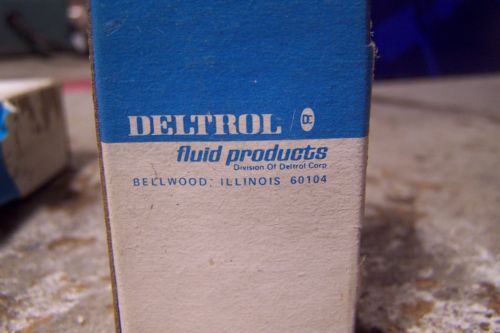 DELTROL / DC
fluid products
Division Of Deltrol Corp
BELLWOOD, ILLINOIS 60104